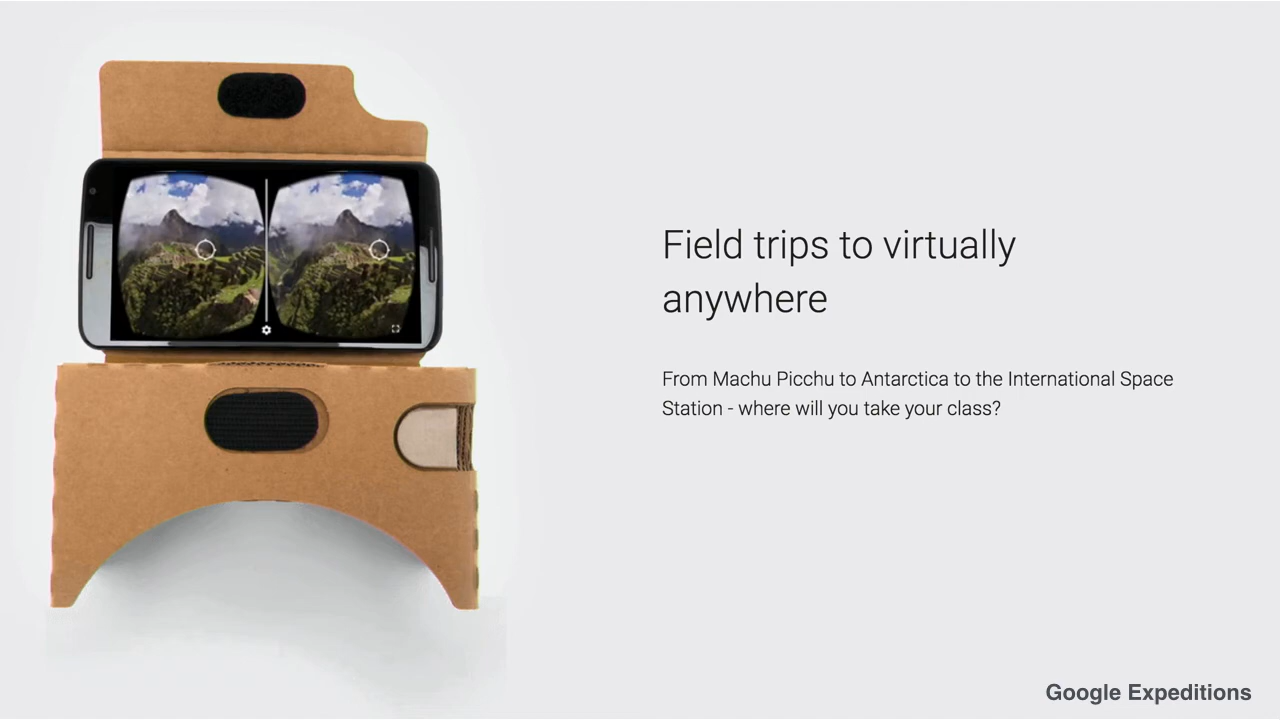 Field trips to virtually
anywhere
From Machu Picchu to Antarctica to the International Space
Station - where will you take your class?
Google Expeditions